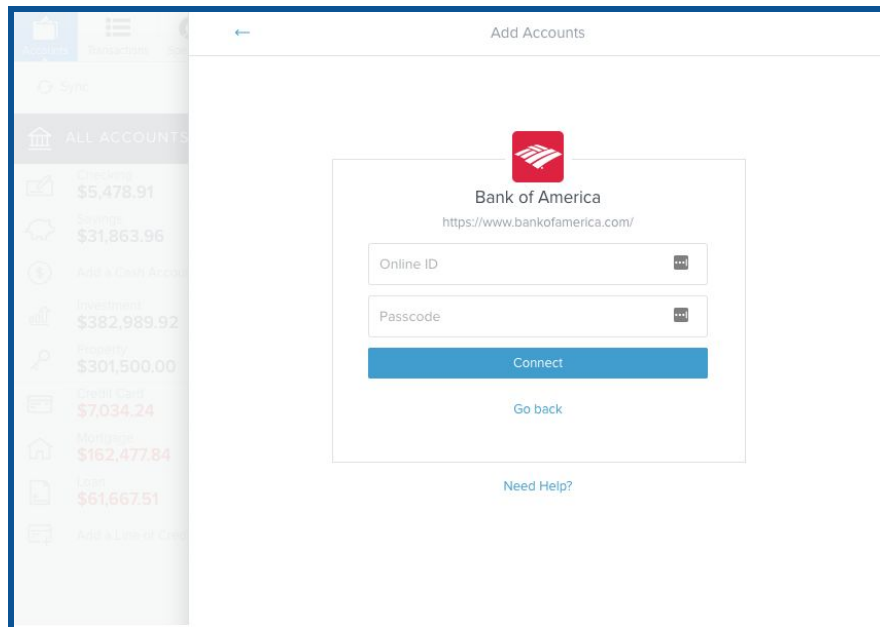 Accounts
Transactions
Add Accounts
Sync
ALL ACCOUNTS
Checking
$5,478.91
Savings
$31,863.96
Add a Cash
Investment
$382,989.92
Property
$301,500.00
Credit Card
$7,034.24
Mortgage
$162,477.84
Loan
$61,667.51
Add a Line of
Bank of America
https://www.bankofamerica.com/
Online ID
Passcode
Connect
Go back
Need Help?